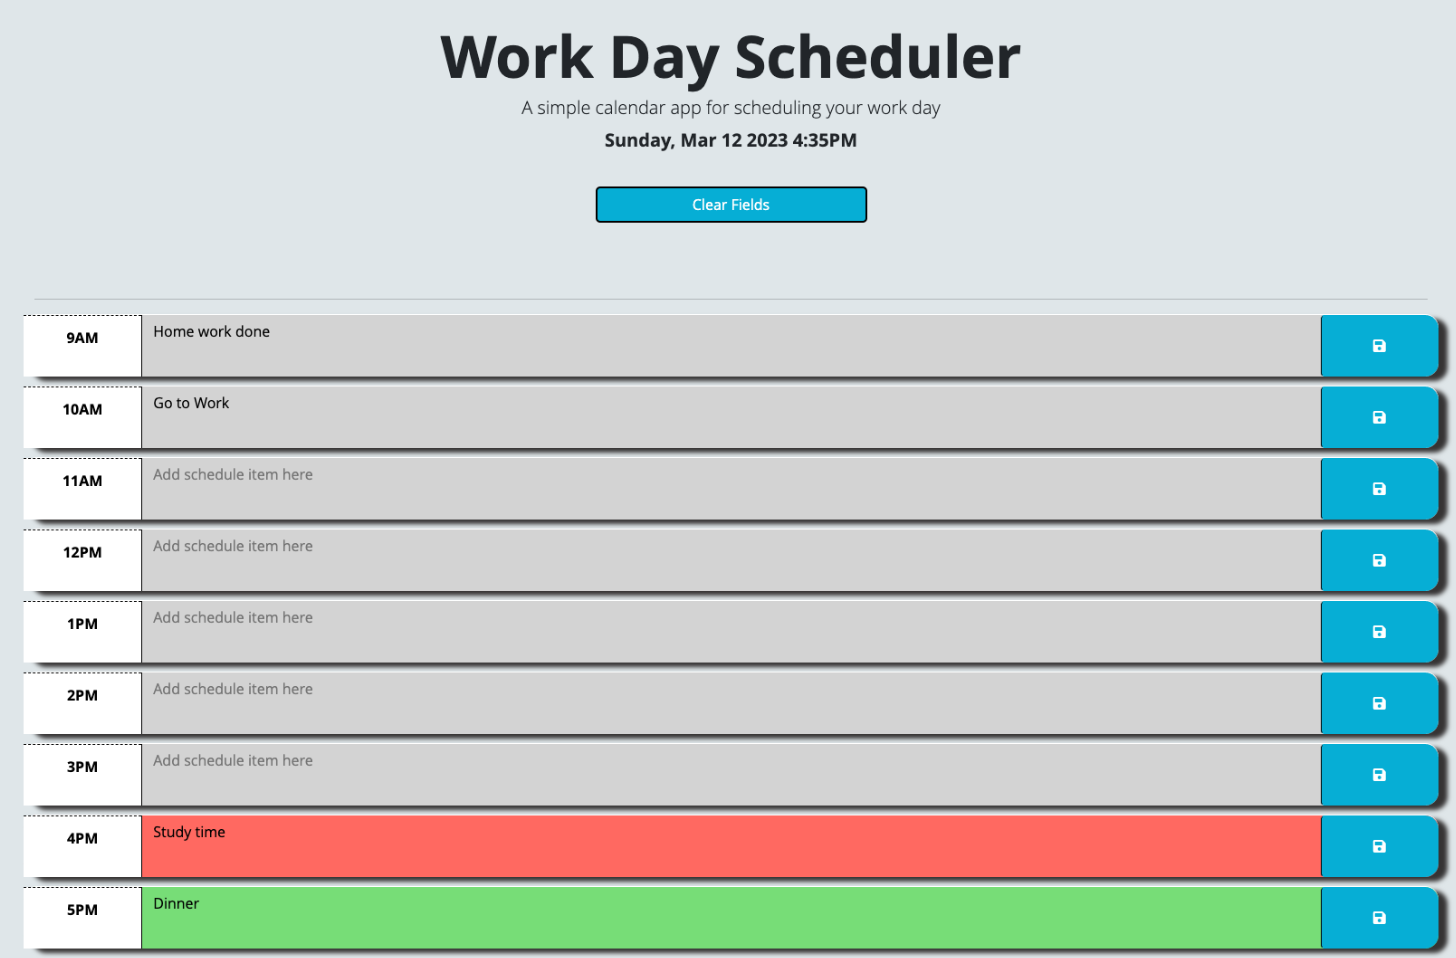 Work Day Scheduler
A simple calendar app for scheduling your work day
Sunday, Mar 12 2023 4:35PM
Clear Fields
9AM Home work done
10AM Go to Work
11AM Add schedule item here
12PM Add schedule item here
1PM Add schedule item here
2PM Add schedule item here
3PM Add schedule item here
4PM Study time
5PM Dinner